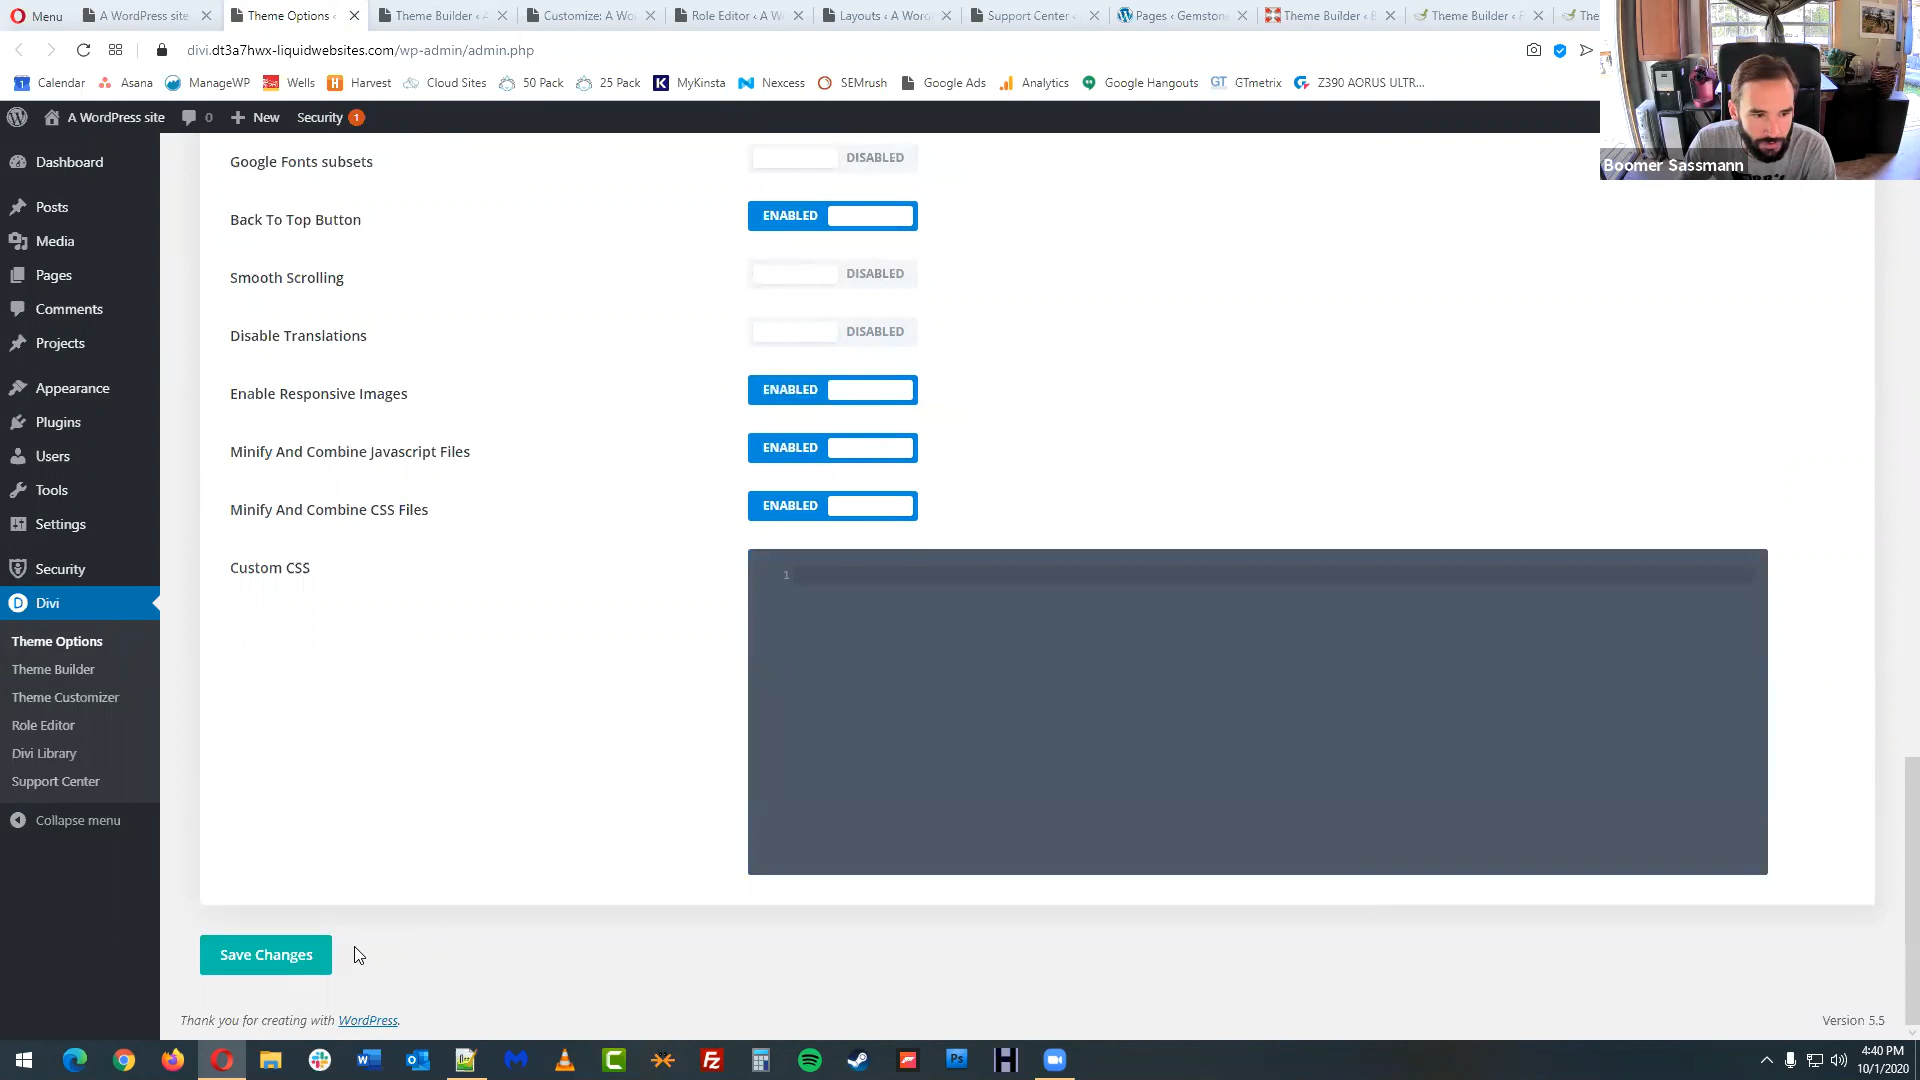 Menu
A WordPress site
Theme Options ‹
Theme Builder ‹ A
Customize: A Wo
Role Editor ‹ A W
Layouts ‹ A Word
Support Center ‹
Pages ‹ Gemstone
Theme Builder ‹ B
Theme Builder ‹ F
The
divi.dt3a7hwx-liquidwebsites.com/wp-admin/admin.php
Calendar
Asana
ManageWP
Wells
Harvest
Cloud Sites
50 Pack
25 Pack
MyKinsta
Nexcess
SEMrush
Google Ads
Analytics
Google Hangouts
GTmetrix
Z390 AORUS ULTR...
A WordPress site
0
New
Security 1
Boomer Sassmann
Dashboard
Posts
Media
Pages
Comments
Projects
Appearance
Plugins
Users
Tools
Settings
Security
Divi
Theme Options
Theme Builder
Theme Customizer
Role Editor
Divi Library
Support Center
Collapse menu
Google Fonts subsets DISABLED
Back To Top Button ENABLED
Smooth Scrolling DISABLED
Disable Translations DISABLED
Enable Responsive Images ENABLED
Minify And Combine Javascript Files ENABLED
Minify And Combine CSS Files ENABLED
Custom CSS
1
Save Changes
Thank you for creating with WordPress.
Version 5.5
4:40 PM
10/1/2020